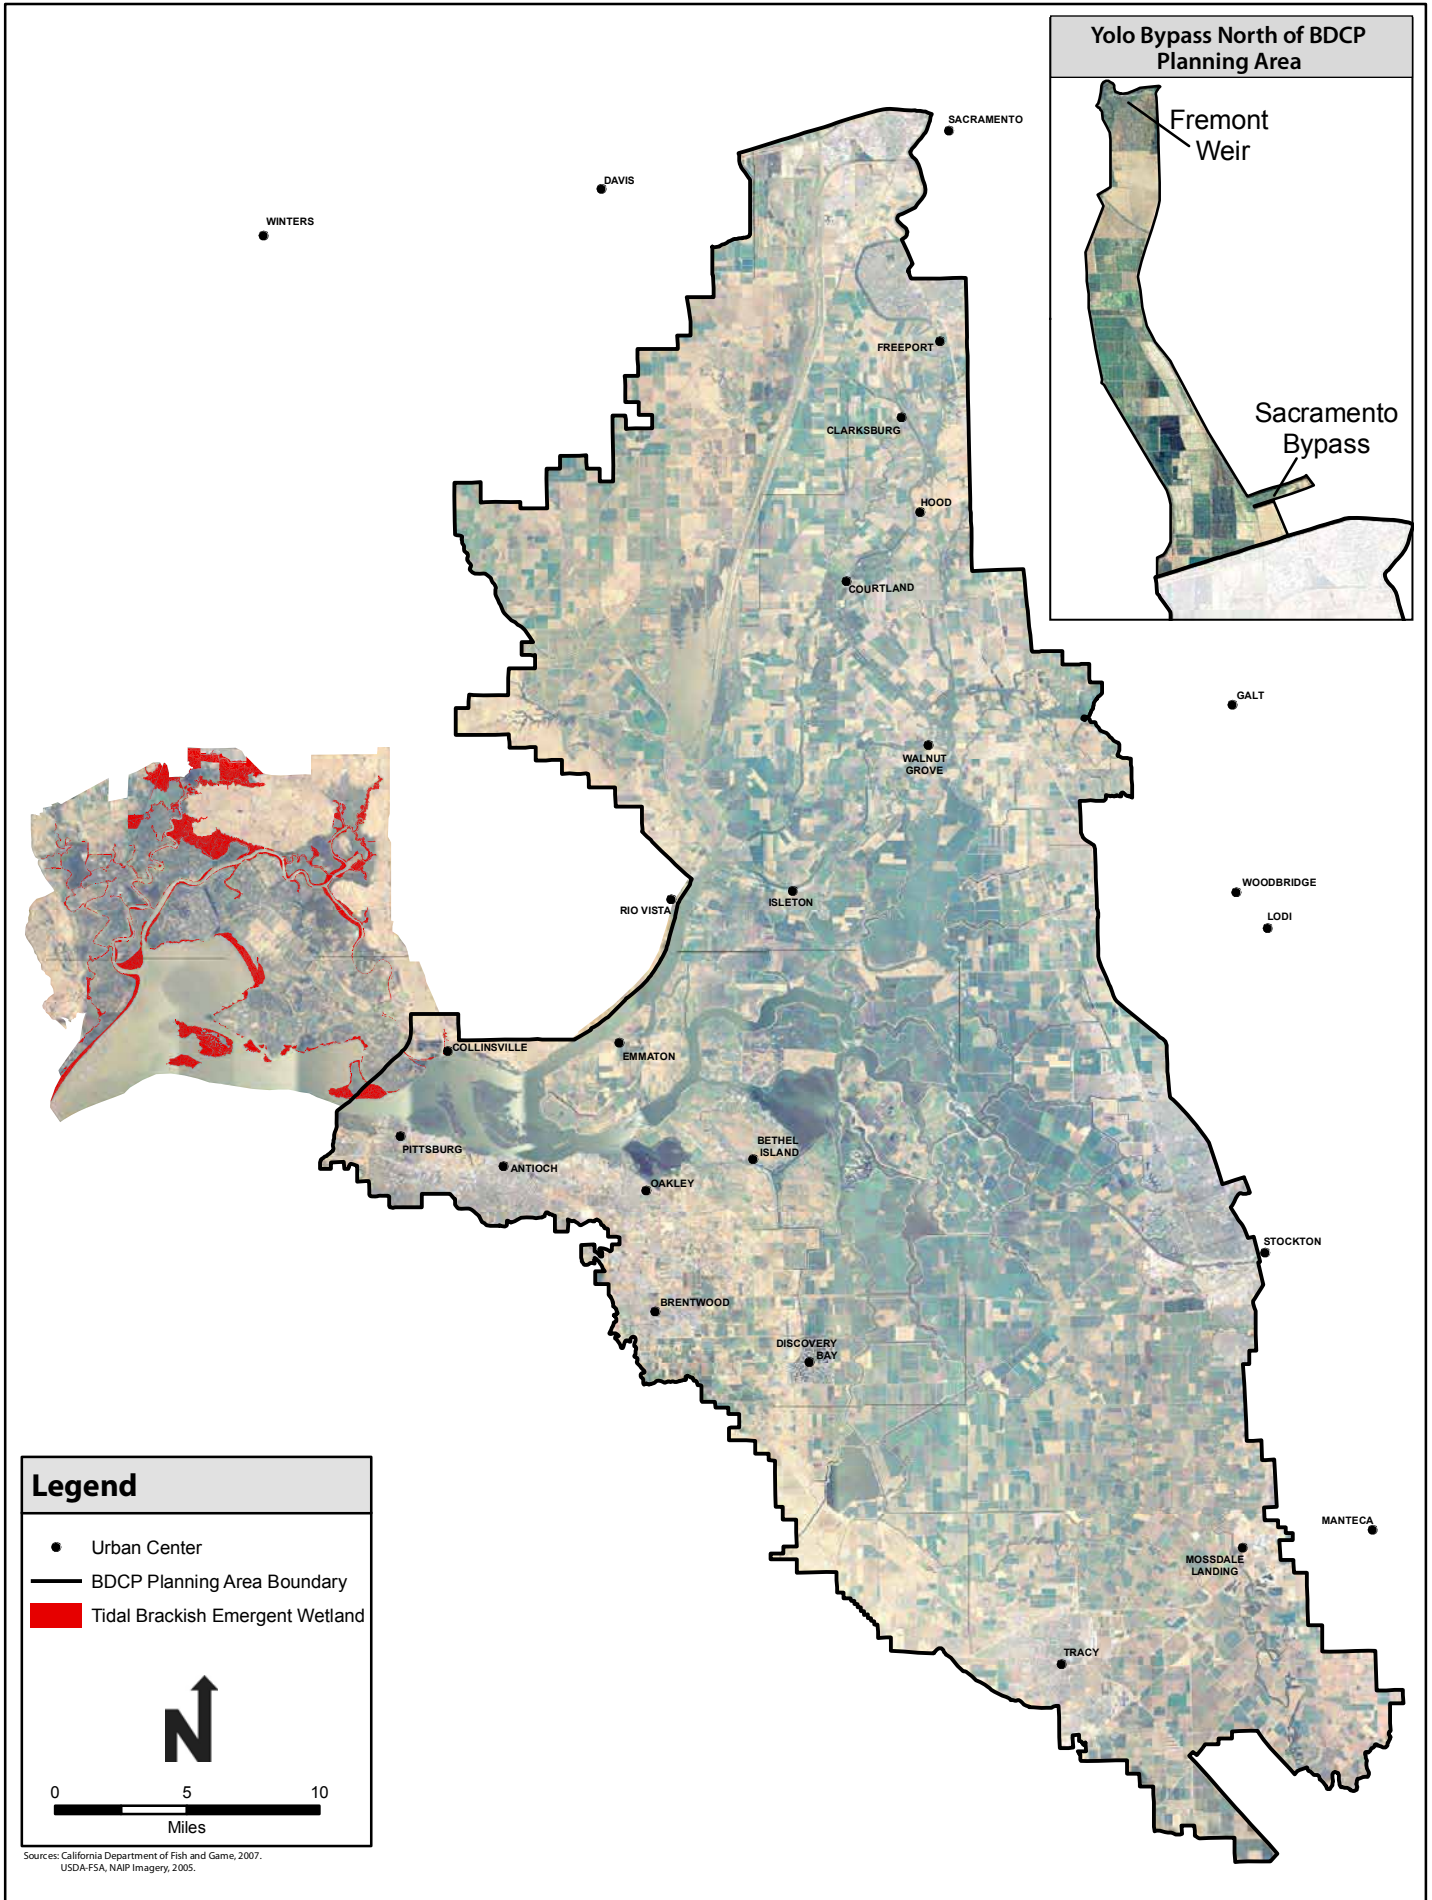 Yolo Bypass North of BDCP
Planning Area
Fremont
Weir
Sacramento
Bypass
SACRAMENTO
DAVIS
WINTERS
FREEPORT
CLARKSBURG
HOOD
COURTLAND
GALT
WALNUT
GROVE
WOODBRIDGE
LODI
RIO VISTA
ISLETON
COLLINSVILLE
EMMATON
PITTSBURG
ANTIOCH
BETHEL
ISLAND
OAKLEY
STOCKTON
BRENTWOOD
DISCOVERY
BAY
MANTECA
MOSSDALE
LANDING
TRACY
Legend
Urban Center
BDCP Planning Area Boundary
Tidal Brackish Emergent Wetland
N
0 5 10
Miles
Sources: California Department of Fish and Game, 2007.
USDA-FSA, NAIP Imagery, 2005.